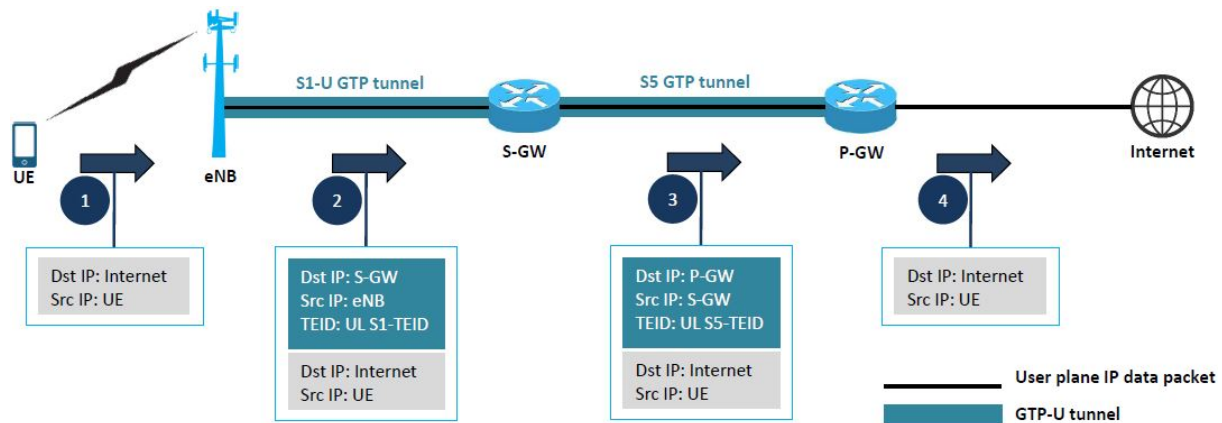 S1-U GTP tunnel
S5 GTP tunnel
UE
eNB
S-GW
P-GW
Internet
1
2
3
4
Dst IP: Internet
Src IP: UE
Dst IP: S-GW
Src IP: eNB
TEID: UL S1-TEID
Dst IP: Internet
Src IP: UE
Dst IP: P-GW
Src IP: S-GW
TEID: UL S5-TEID
Dst IP: Internet
Src IP: UE
Dst IP: Internet
Src IP: UE
User plane IP data packet
GTP-U tunnel